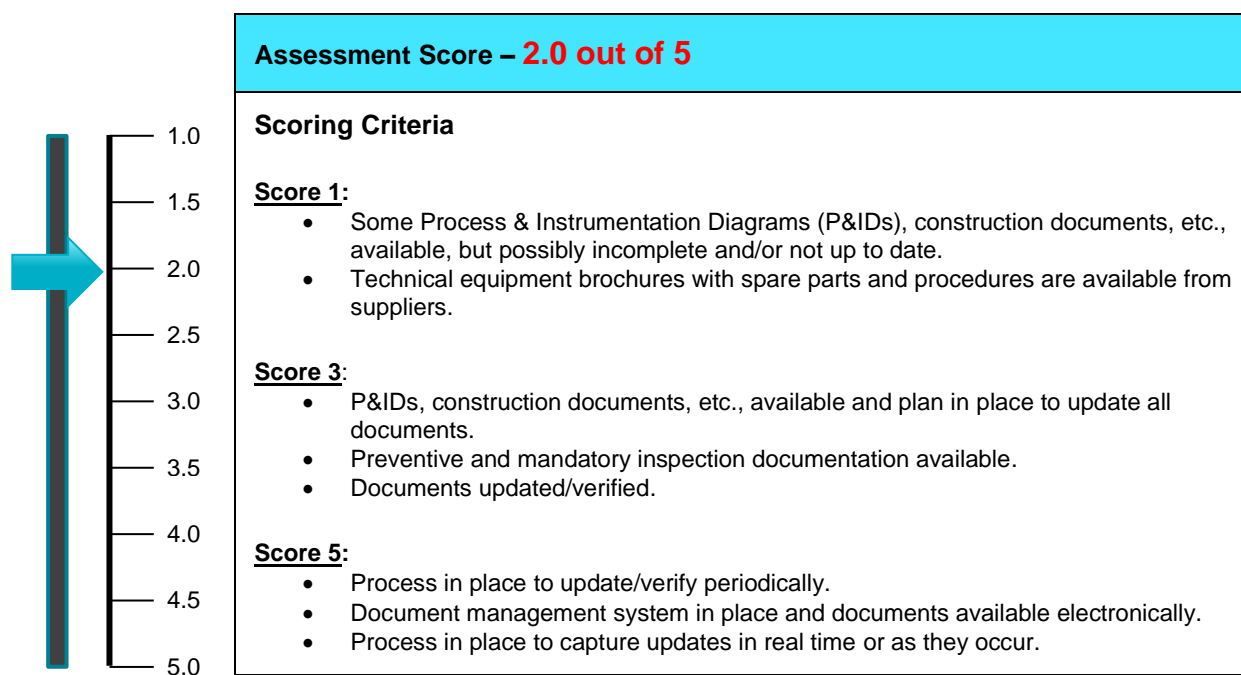 Assessment Score – 2.0 out of 5
1.0
1.5
2.0
2.5
3.0
3.5
4.0
4.5
5.0
Scoring Criteria
Score 1:
• Some Process & Instrumentation Diagrams (P&IDs), construction documents, etc.,
available, but possibly incomplete and/or not up to date.
• Technical equipment brochures with spare parts and procedures are available from
suppliers.
Score 3:
• P&IDs, construction documents, etc., available and plan in place to update all
documents.
• Preventive and mandatory inspection documentation available.
• Documents updated/verified.
Score 5:
• Process in place to update/verify periodically.
• Document management system in place and documents available electronically.
• Process in place to capture updates in real time or as they occur.